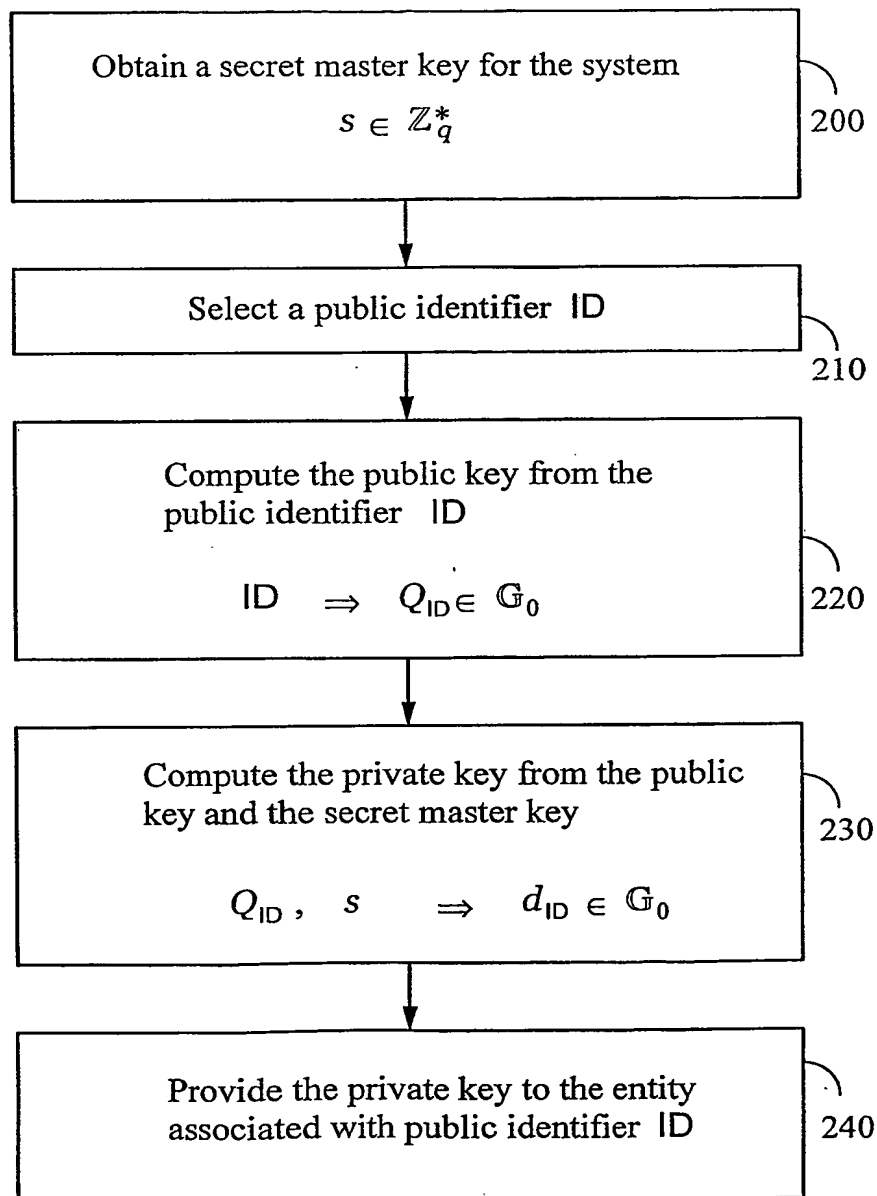 Obtain a secret master key for the system
s ∈ ℤ*q
200
Select a public identifier ID
210
Compute the public key from the
public identifier ID
ID ⇒ QID ∈ 𝔾0
220
Compute the private key from the public
key and the secret master key
QID , s ⇒ dID ∈ 𝔾0
230
Provide the private key to the entity
associated with public identifier ID
240